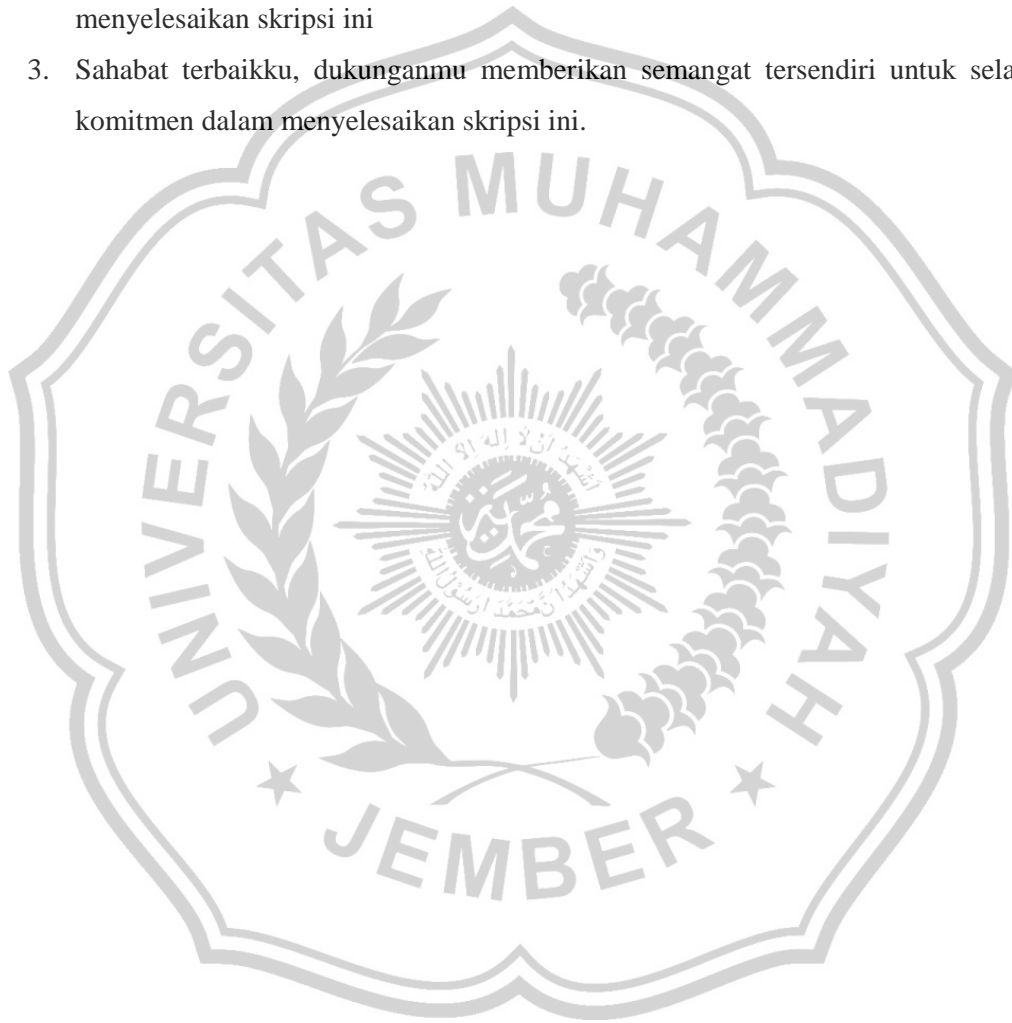 menyelesaikan skripsi ini
3. Sahabat terbaikku, dukunganmu memberikan semangat tersendiri untuk
komitmen dalam menyelesaikan skripsi ini.
UNIVERSITAS MUHAMMADIYAH
JEMBER